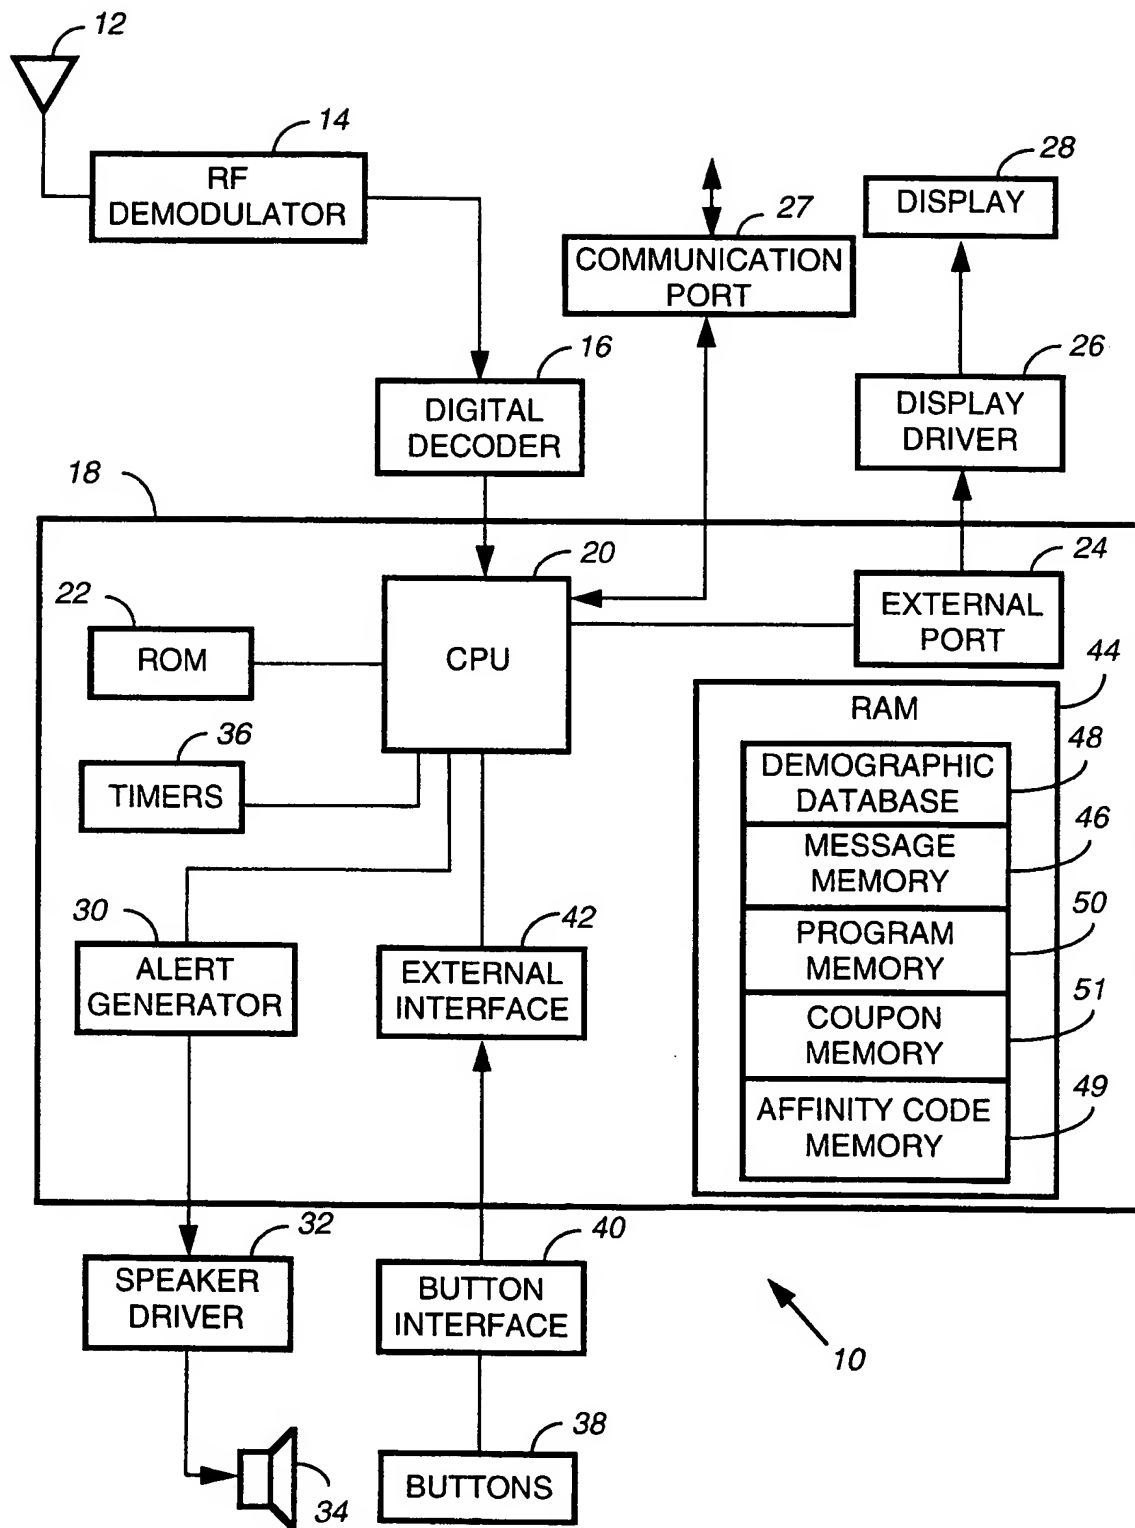 12
14
RF
DEMODULATOR
28
DISPLAY
27
COMMUNICATION
PORT
16
DIGITAL
DECODER
26
DISPLAY
DRIVER
18
20
CPU
24
EXTERNAL
PORT
22
ROM
44
RAM
36
TIMERS
48
DEMOGRAPHIC
DATABASE
46
MESSAGE
MEMORY
50
PROGRAM
MEMORY
51
COUPON
MEMORY
49
AFFINITY CODE
MEMORY
30
ALERT
GENERATOR
42
EXTERNAL
INTERFACE
32
SPEAKER
DRIVER
40
BUTTON
INTERFACE
10
34
38
BUTTONS